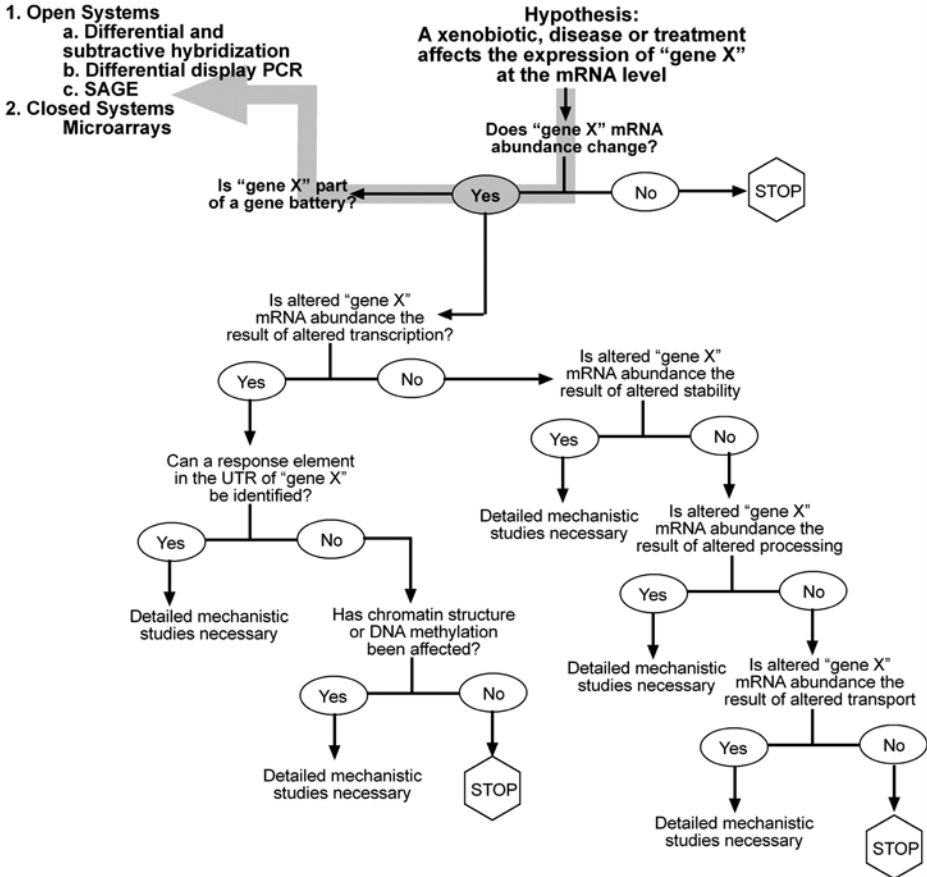 1. Open Systems
a. Differential and
subtractive hybridization
b. Differential display PCR
c. SAGE
2. Closed Systems
Microarrays
Hypothesis:
A xenobiotic, disease or treatment
affects the expression of “gene X”
at the mRNA level
Does “gene X” mRNA
abundance change?
Is “gene X” part
of a gene battery?
Yes
No
STOP
Is altered “gene X”
mRNA abundance the
result of altered transcription?
Yes
No
Is altered “gene X”
mRNA abundance the
result of altered stability
Yes
No
Can a response element
in the UTR of “gene X”
be identified?
Yes
No
Detailed mechanistic
studies necessary
Is altered “gene X”
mRNA abundance the
result of altered processing
Yes
No
Detailed mechanistic
studies necessary
Has chromatin structure
or DNA methylation
been affected?
Yes
No
Detailed mechanistic
studies necessary
Is altered “gene X”
mRNA abundance the
result of altered transport
Yes
No
Detailed mechanistic
studies necessary
STOP
Detailed mechanistic
studies necessary
STOP